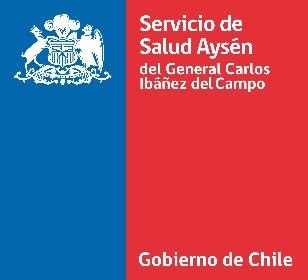 Servicio de
Salud Aysén
del General Carlos
Ibáñez del Campo
Gobierno de Chile